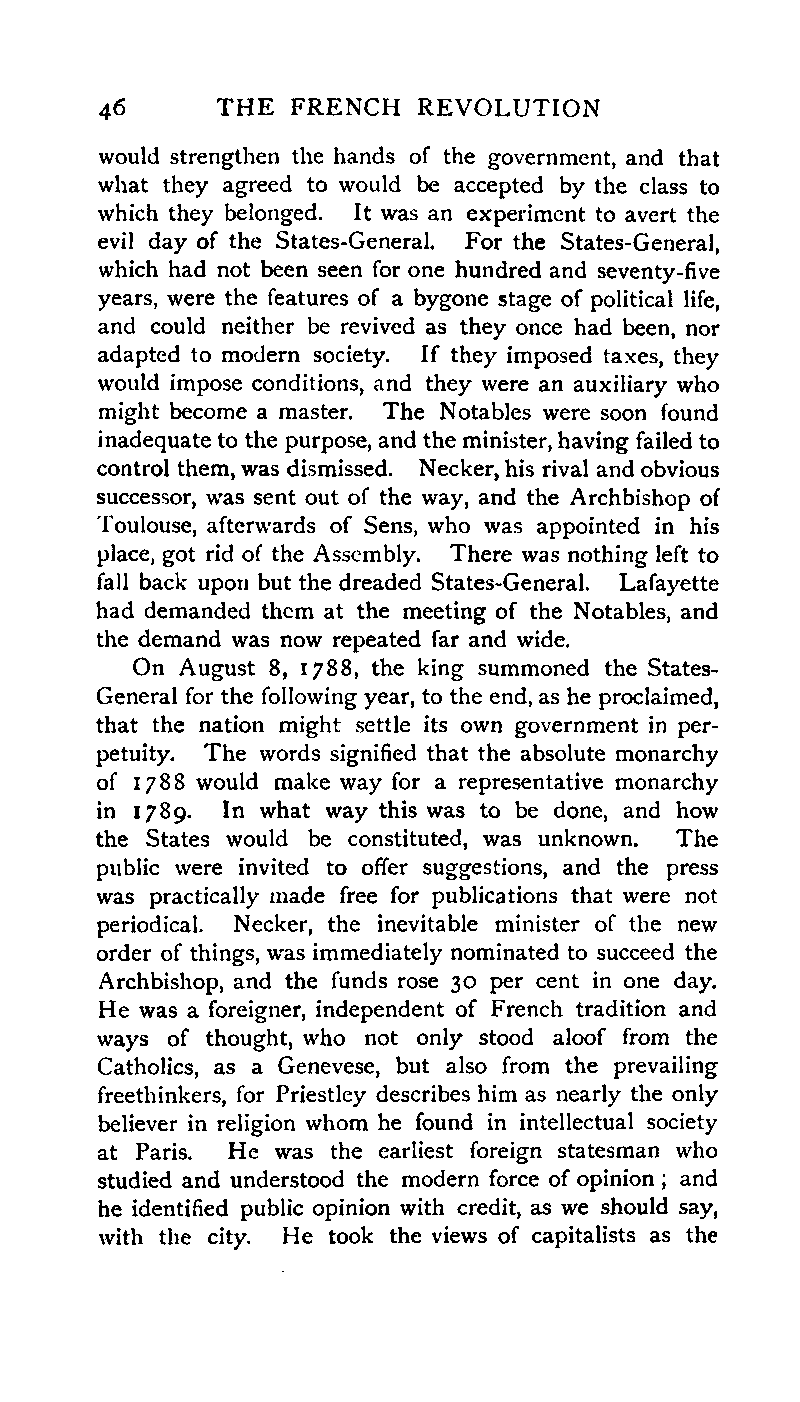 46 THE FRENCH REVOLUTION
would strengthen the hands of the government, and that
what they agreed to would be accepted by the class to
which they belonged. It was an experiment to avert the
evil day of the States-General. For the States-General,
which had not been seen for one hundred and seventy-five
years, were the features of a bygone stage of political life,
and could neither be revived as they once had been, nor
adapted to modern society. If they imposed taxes, they
would impose conditions, and they were an auxiliary who
might become a master. The Notables were soon found
inadequate to the purpose, and the minister, having failed to
control them, was dismissed. Necker, his rival and obvious
successor, was sent out of the way, and the Archbishop of
Toulouse, afterwards of Sens, who was appointed in his
place, got rid of the Assembly. There was nothing left to
fall back upon but the dreaded States-General. Lafayette
had demanded them at the meeting of the Notables, and
the demand was now repeated far and wide.
On August 8, 1788, the king summoned the States-
General for the following year, to the end, as he proclaimed,
that the nation might settle its own government in per-
petuity. The words signified that the absolute monarchy
of 1788 would make way for a representative monarchy
in 1789. In what way this was to be done, and how
the States would be constituted, was unknown. The
public were invited to offer suggestions, and the press
was practically made free for publications that were not
periodical. Necker, the inevitable minister of the new
order of things, was immediately nominated to succeed the
Archbishop, and the funds rose 30 per cent in one day.
He was a foreigner, independent of French tradition and
ways of thought, who not only stood aloof from the
Catholics, as a Genevese, but also from the prevailing
freethinkers, for Priestley describes him as nearly the only
believer in religion whom he found in intellectual society
at Paris. He was the earliest foreign statesman who
studied and understood the modern force of opinion ; and
he identified public opinion with credit, as we should say,
with the city. He took the views of capitalists as the